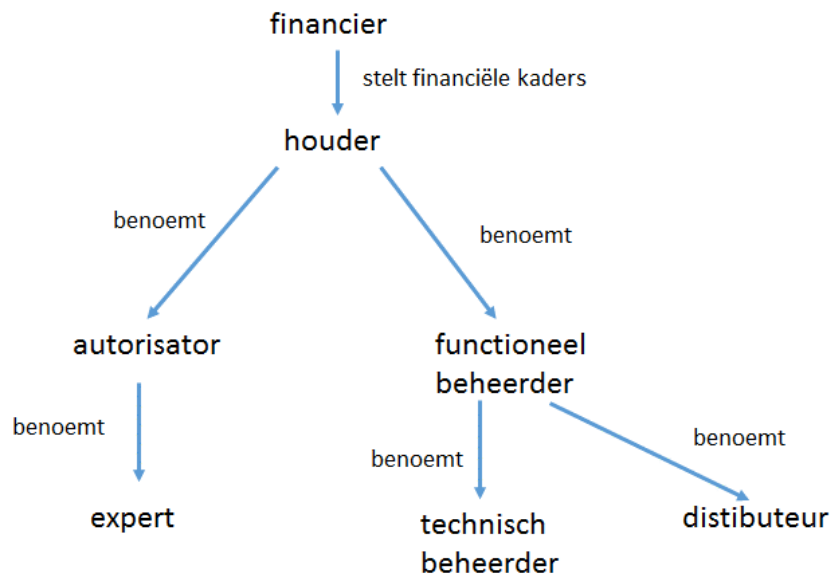 financier
stelt financiële kaders
houder
benoemt
benoemt
autorisator
functioneel
beheerder
benoemt
benoemt
benoemt
expert
technisch
beheerder
distibuteur